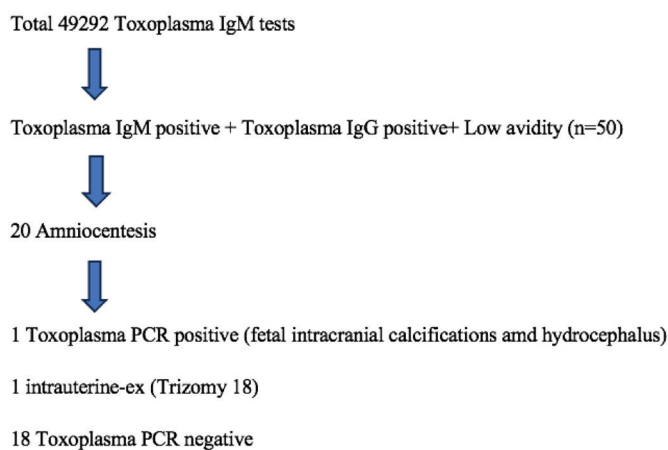 Total 49292 Toxoplasma IgM tests
Toxoplasma IgM positive + Toxoplasma IgG positive+ Low avidity (n=50)
20 Amniocentesis
1 Toxoplasma PCR positive (fetal intracranial calcifications amd hydrocephalus)
1 intrauterine-ex (Trizomy 18)
18 Toxoplasma PCR negative